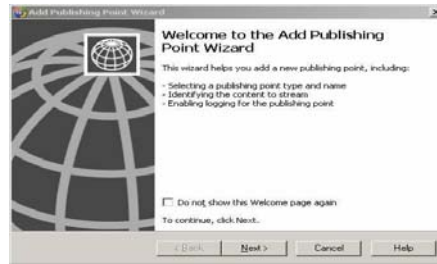 Add Publishing Point Wizard
Welcome to the Add Publishing
Point Wizard
This wizard helps you add a new publishing point, including:
- Selecting a publishing point type and name
- Identifying the content to stream
- Enabling logging for the publishing point
Do not show this Welcome page again
To continue, click Next.
< Back
Next >
Cancel
Help